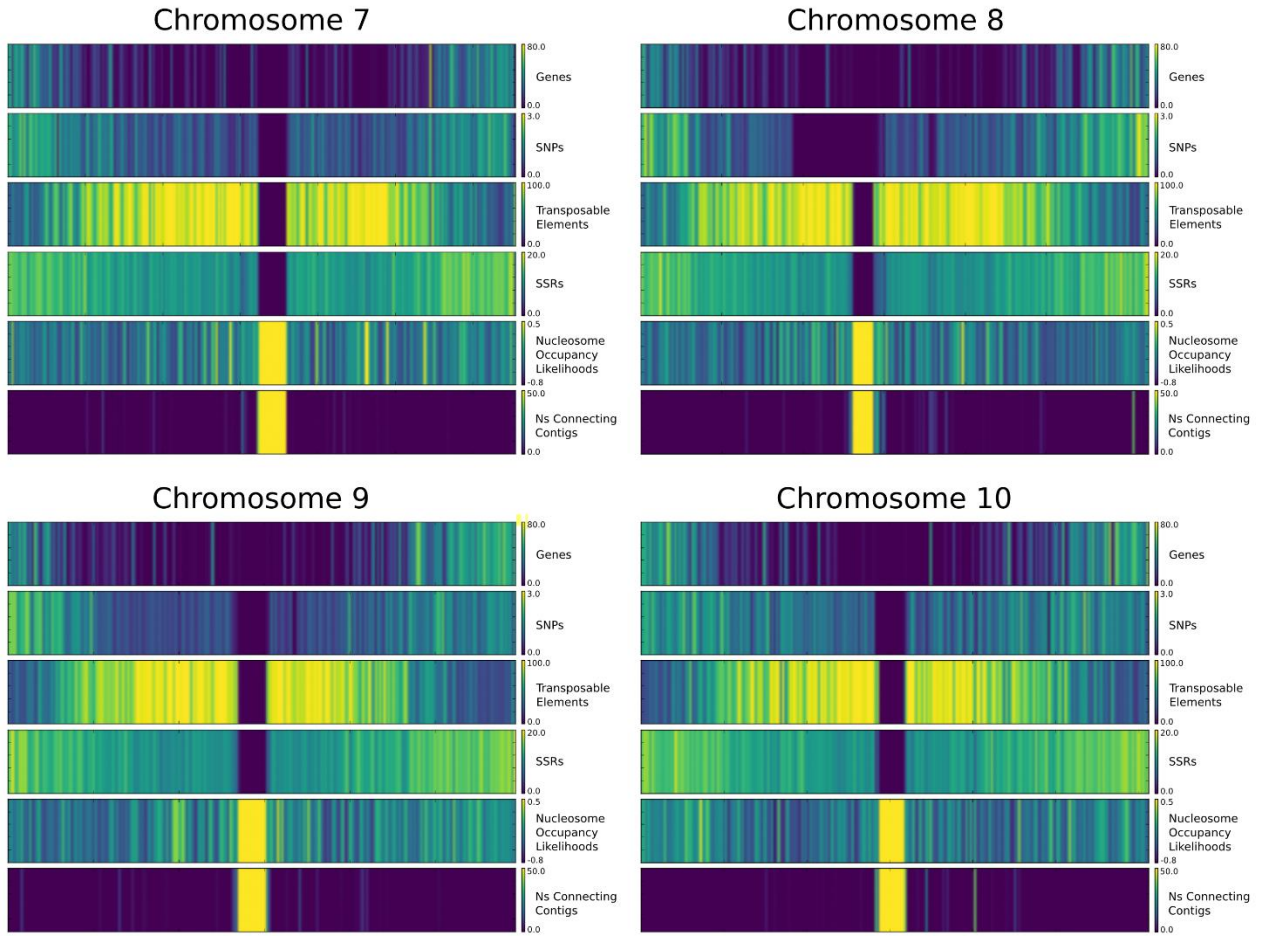 Chromosome 7
80.0
Genes
0.0
3.0
SNPs
0.0
100.0
Transposable
Elements
0.0
20.0
SSRs
0.0
0.5
Nucleosome
Occupancy
Likelihoods
-0.8
50.0
Ns Connecting
Contigs
0.0
Chromosome 8
80.0
Genes
0.0
3.0
SNPs
0.0
100.0
Transposable
Elements
0.0
20.0
SSRs
0.0
0.5
Nucleosome
Occupancy
Likelihoods
-0.8
50.0
Ns Connecting
Contigs
0.0
Chromosome 9
80.0
Genes
0.0
3.0
SNPs
0.0
100.0
Transposable
Elements
0.0
20.0
SSRs
0.0
0.5
Nucleosome
Occupancy
Likelihoods
-0.8
50.0
Ns Connecting
Contigs
0.0
Chromosome 10
80.0
Genes
0.0
3.0
SNPs
0.0
100.0
Transposable
Elements
0.0
20.0
SSRs
0.0
0.5
Nucleosome
Occupancy
Likelihoods
-0.8
50.0
Ns Connecting
Contigs
0.0